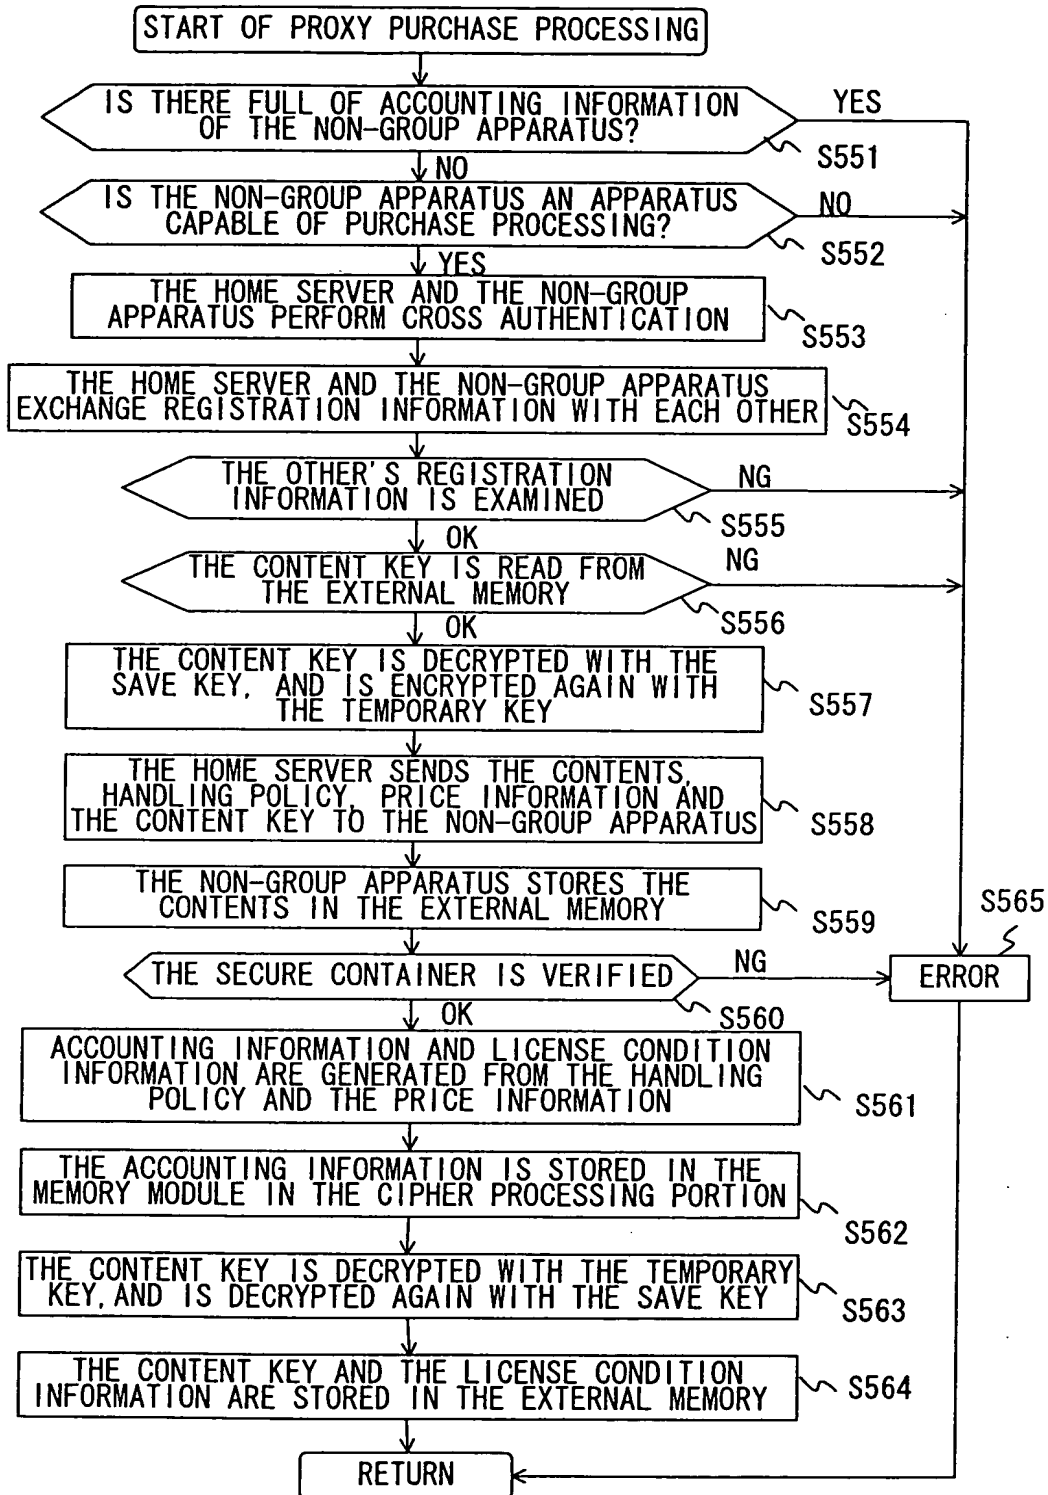 START OF PROXY PURCHASE PROCESSING
IS THERE FULL OF ACCOUNTING INFORMATION
OF THE NON-GROUP APPARATUS?
YES
S551
NO
IS THE NON-GROUP APPARATUS AN APPARATUS
CAPABLE OF PURCHASE PROCESSING?
NO
S552
YES
THE HOME SERVER AND THE NON-GROUP
APPARATUS PERFORM CROSS AUTHENTICATION
S553
THE HOME SERVER AND THE NON-GROUP APPARATUS
EXCHANGE REGISTRATION INFORMATION WITH EACH OTHER
S554
THE OTHER'S REGISTRATION
INFORMATION IS EXAMINED
NG
S555
OK
THE CONTENT KEY IS READ FROM
THE EXTERNAL MEMORY
NG
S556
OK
THE CONTENT KEY IS DECRYPTED WITH THE
SAVE KEY, AND IS ENCRYPTED AGAIN WITH
THE TEMPORARY KEY
S557
THE HOME SERVER SENDS THE CONTENTS,
HANDLING POLICY, PRICE INFORMATION AND
THE CONTENT KEY TO THE NON-GROUP APPARATUS
S558
THE NON-GROUP APPARATUS STORES THE
CONTENTS IN THE EXTERNAL MEMORY
S559
S565
THE SECURE CONTAINER IS VERIFIED
NG
ERROR
S560
OK
ACCOUNTING INFORMATION AND LICENSE CONDITION
INFORMATION ARE GENERATED FROM THE HANDLING
POLICY AND THE PRICE INFORMATION
S561
THE ACCOUNTING INFORMATION IS STORED IN THE
MEMORY MODULE IN THE CIPHER PROCESSING PORTION
S562
THE CONTENT KEY IS DECRYPTED WITH THE TEMPORARY
KEY, AND IS DECRYPTED AGAIN WITH THE SAVE KEY
S563
THE CONTENT KEY AND THE LICENSE CONDITION
INFORMATION ARE STORED IN THE EXTERNAL MEMORY
S564
RETURN